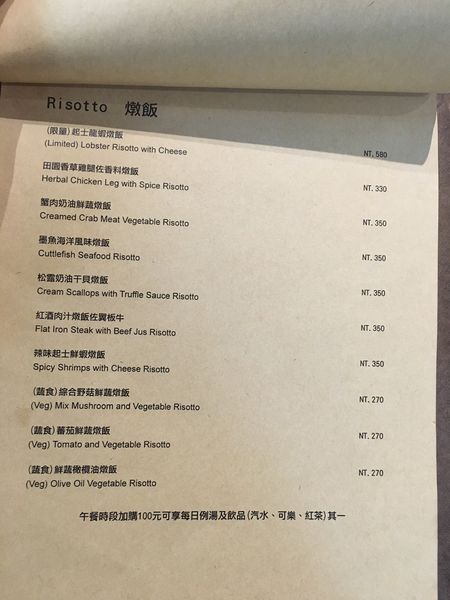 Risotto 燉飯
(限量) 起士龍蝦燉飯
(Limited) Lobster Risotto with Cheese NT. 580
田園香草雞腿佐香料燉飯
Herbal Chicken Leg with Spice Risotto NT. 330
蟹肉奶油鮮蔬燉飯
Creamed Crab Meat Vegetable Risotto NT. 350
墨魚海洋風味燉飯
Cuttlefish Seafood Risotto NT. 350
松露奶油干貝燉飯
Cream Scallops with Truffle Sauce Risotto NT. 350
紅酒肉汁燉飯佐翼板牛
Flat Iron Steak with Beef Jus Risotto NT. 350
辣味起士鮮蝦燉飯
Spicy Shrimps with Cheese Risotto NT. 350
(蔬食) 綜合野菇鮮蔬燉飯
(Veg) Mix Mushroom and Vegetable Risotto NT. 270
(蔬食) 蕃茄鮮蔬燉飯
(Veg) Tomato and Vegetable Risotto NT. 270
(蔬食) 鮮蔬橄欖油燉飯
(Veg) Olive Oil Vegetable Risotto NT. 270
午餐時段加購100元可享每日例湯及飲品(汽水、可樂、紅茶)其一